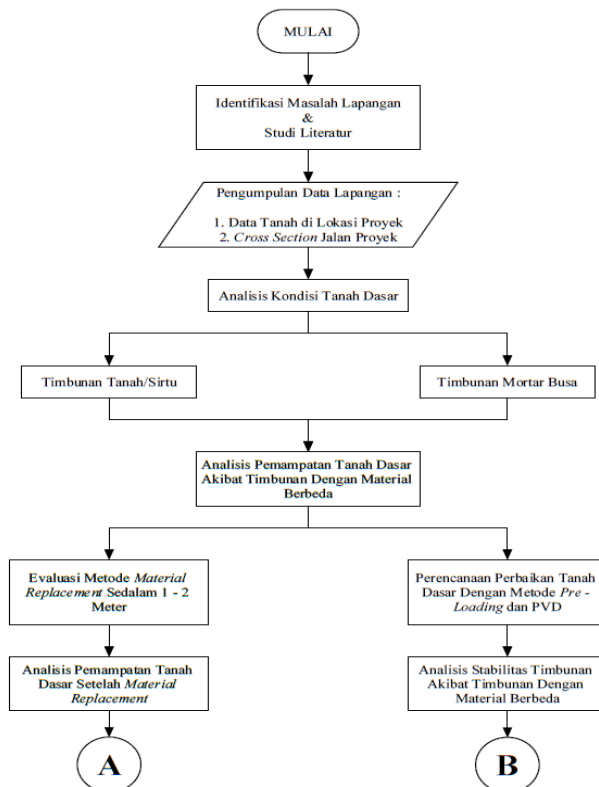 MULAI
Identifikasi Masalah Lapangan
&
Studi Literatur
Pengumpulan Data Lapangan :
1. Data Tanah di Lokasi Proyek
2. Cross Section Jalan Proyek
Analisis Kondisi Tanah Dasar
Timbunan Tanah/Sirtu
Timbunan Mortar Busa
Analisis Pemampatan Tanah Dasar
Akibat Timbunan Dengan Material
Berbeda
Evaluasi Metode Material
Replacement Sedalam 1 - 2
Meter
Perencanaan Perbaikan Tanah
Dasar Dengan Metode Pre -
Loading dan PVD
Analisis Pemampatan Tanah
Dasar Setelah Material
Replacement
Analisis Stabilitas Timbunan
Akibat Timbunan Dengan
Material Berbeda
A
B